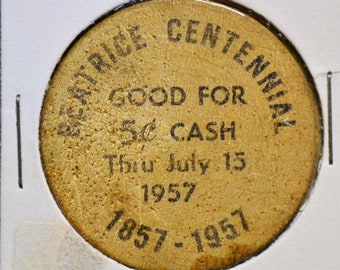 BEATRICE CENTENNIAL
GOOD FOR
5¢ CASH
Thru July 15
1957
1857-1957